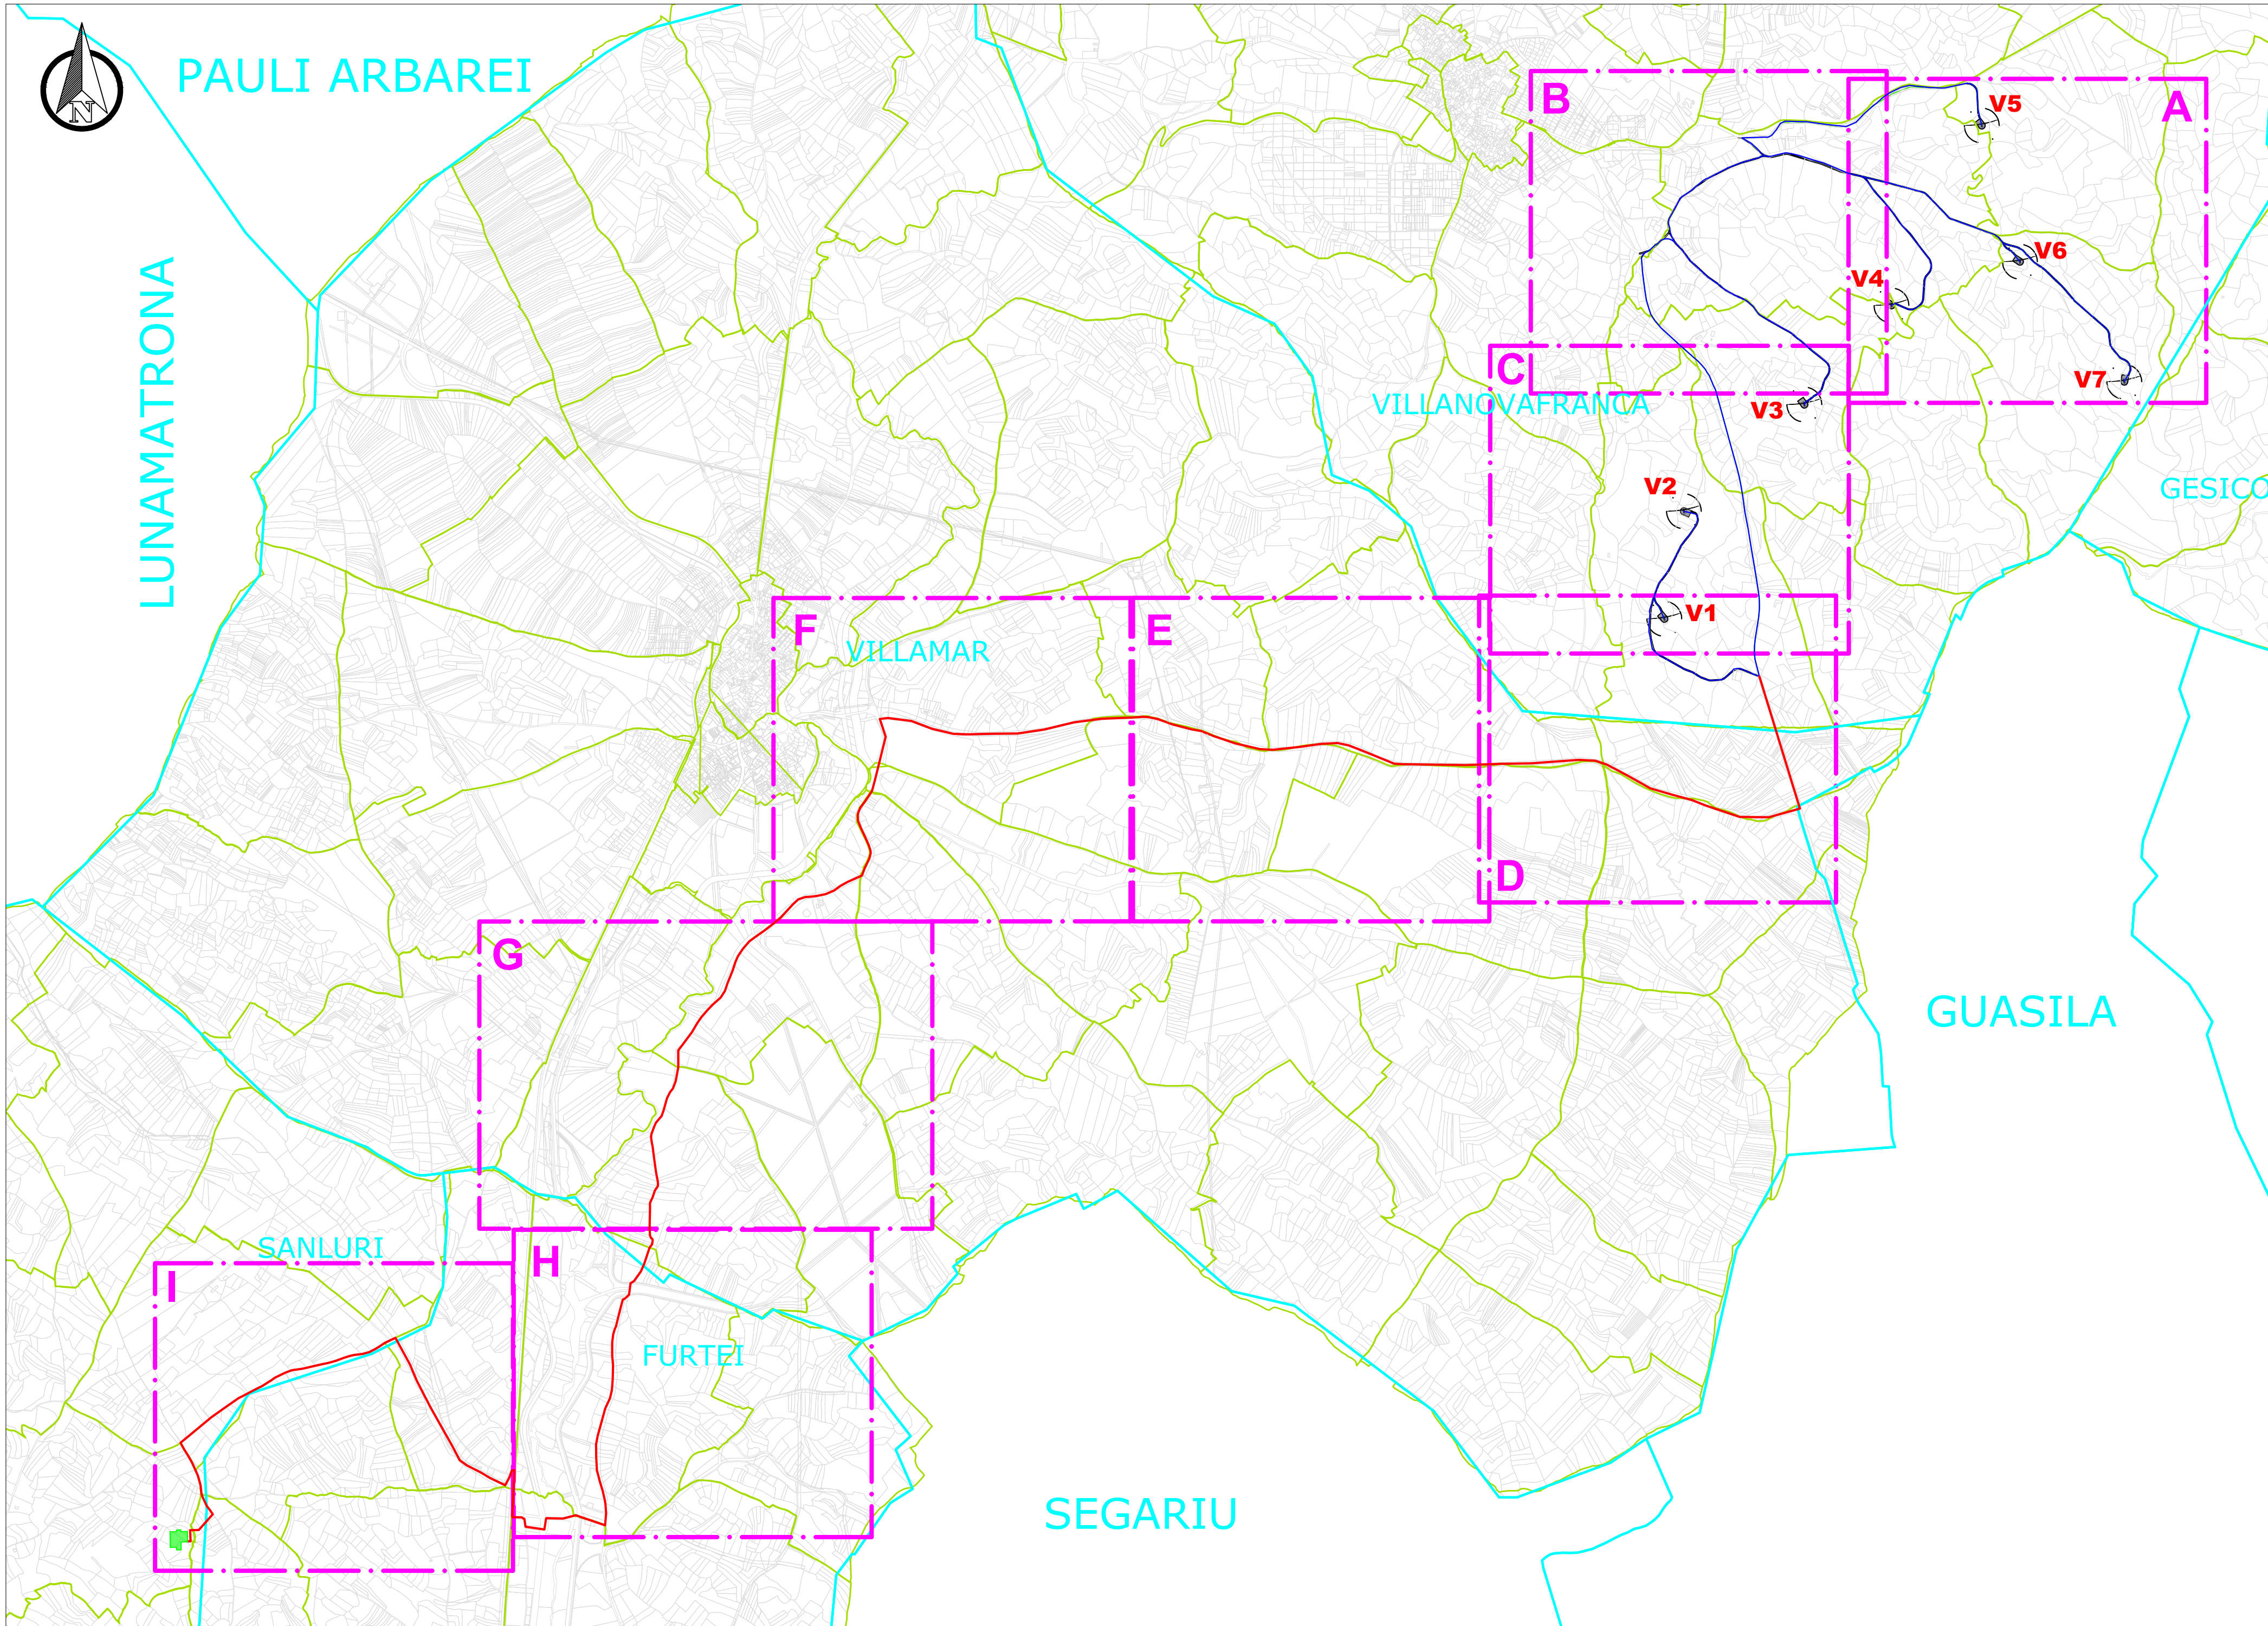 PAULI ARBAREI
N
B
A
V5
V6
V4
LUNAMATRONA
C
V7
VILLANOVAFRANCA
V3
V2
GESICO
V1
F
E
VILLAMAR
D
G
GUASILA
SANLURI
H
I
FURTEI
SEGARIU